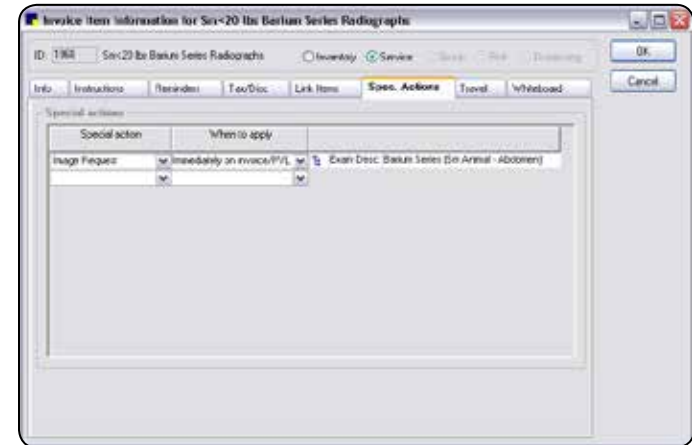 Invoice Item Information for Sm<20 lbs Barium Series Radiographs
ID: Sm<20 lbs Barium Series Radiographs Inventory Service
OK
Cancel
Info Instructions Reminders Tax/Disc Link Items Spec. Actions Travel Whiteboard
Special actions
Special action When to apply
Image Request Immediately on invoice/PVL Exam Desc: Barium Series (Sm Animal - Abdomen)